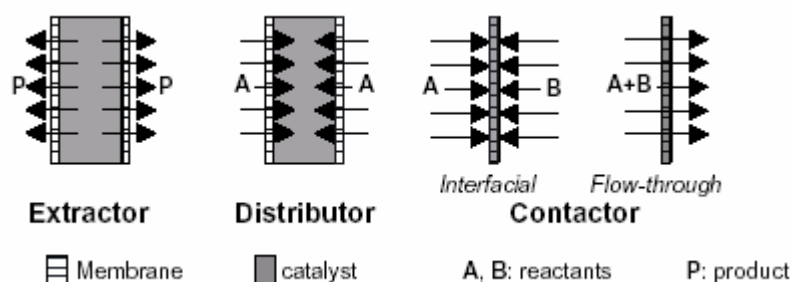 P P A A A B A+B
Interfacial Flow-through
Extractor Distributor Contactor
Membrane catalyst A, B: reactants P: product